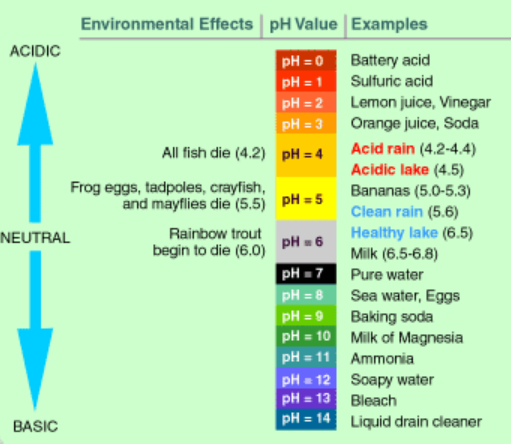 Environmental Effects pH Value Examples
ACIDIC
pH = 0 Battery acid
pH = 1 Sulfuric acid
pH = 2 Lemon juice, Vinegar
pH = 3 Orange juice, Soda
All fish die (4.2) pH = 4 Acid rain (4.2-4.4)
Acidic lake (4.5)
Frog eggs, tadpoles, crayfish,
and mayflies die (5.5)
pH = 5 Bananas (5.0-5.3)
Clean rain (5.6)
NEUTRAL
Rainbow trout
begin to die (6.0)
pH = 6 Healthy lake (6.5)
Milk (6.5-6.8)
pH = 7 Pure water
pH = 8 Sea water, Eggs
pH = 9 Baking soda
pH = 10 Milk of Magnesia
pH = 11 Ammonia
pH = 12 Soapy water
pH = 13 Bleach
pH = 14 Liquid drain cleaner
BASIC